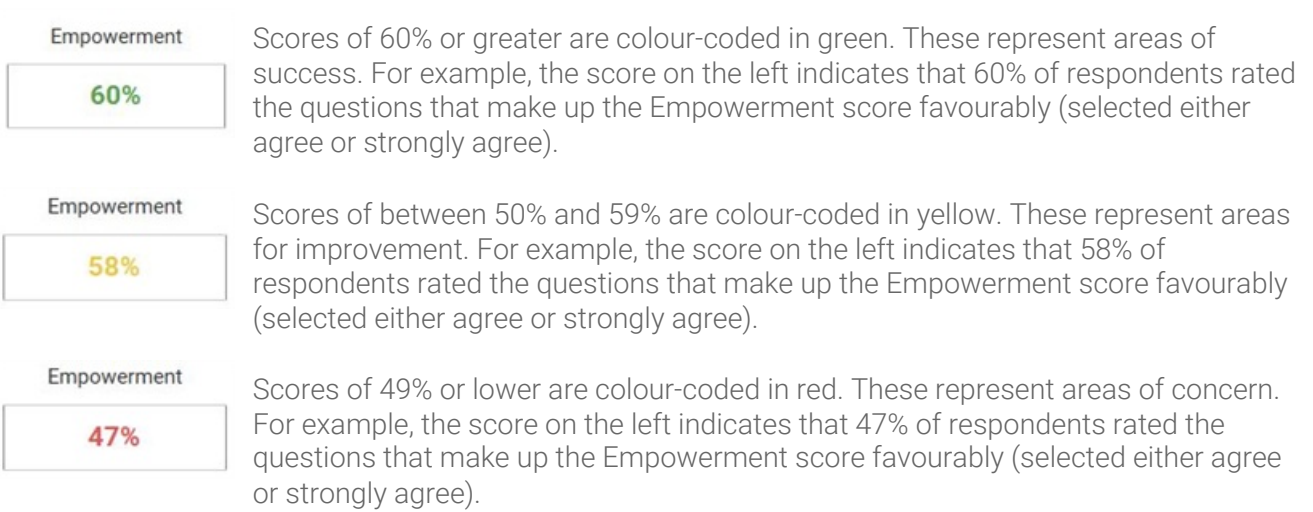 Empowerment
60%
Scores of 60% or greater are colour-coded in green. These represent areas of
success. For example, the score on the left indicates that 60% of respondents rated
the questions that make up the Empowerment score favourably (selected either
agree or strongly agree).
Empowerment
58%
Scores of between 50% and 59% are colour-coded in yellow. These represent areas
for improvement. For example, the score on the left indicates that 58% of
respondents rated the questions that make up the Empowerment score favourably
(selected either agree or strongly agree).
Empowerment
47%
Scores of 49% or lower are colour-coded in red. These represent areas of concern.
For example, the score on the left indicates that 47% of respondents rated the
questions that make up the Empowerment score favourably (selected either agree
or strongly agree).